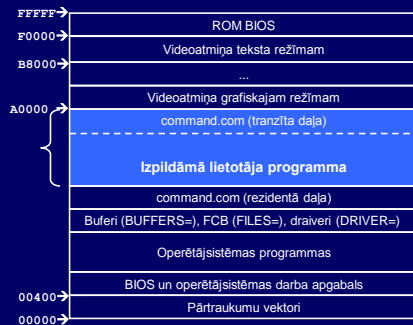 FFFFF
ROM BIOS
F0000
Videoatmiņa teksta režīmam
B8000
...
Videoatmiņa grafiskajam režīmam
A0000
command.com (tranzīta daļa)
Izpildāmā lietotāja programma
command.com (rezidentā daļa)
Buferi (BUFFERS=), FCB (FILES=), draiveri (DRIVER=)
Operētājsistēmas programmas
BIOS un operētājsistēmas darba apgabals
00400
Pārtraukumu vektori
00000